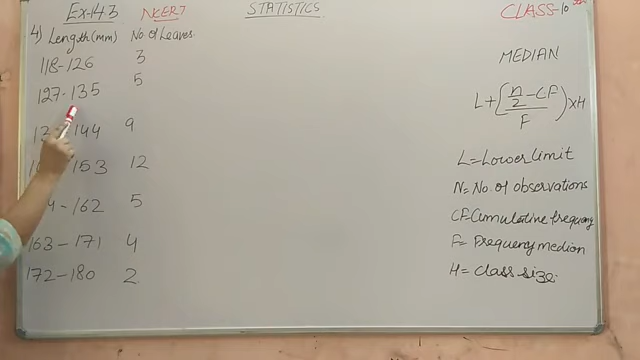 Ex-14.3 NCERT STATISTICS CLASS-10
4) Length(mm) No of Leaves
118-126 3
127-135 5
144 9
153 12
162 5
163-171 4
172-180 2
MEDIAN
L+(n/2-CF/F)×H
L=Lower limit
N=No. of observations
CF=Cumulative frequency
F=Frequency median
H=class size